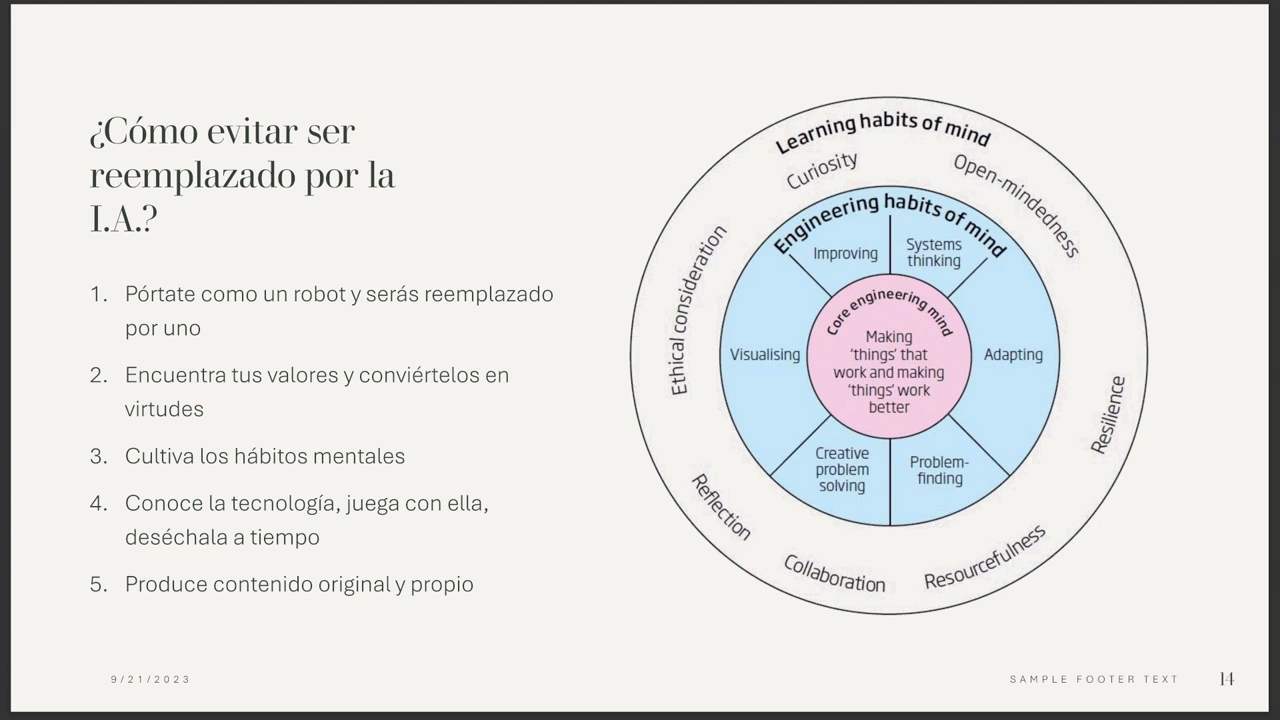 ¿Cómo evitar ser
reemplazado por la
I.A.?
1. Pórtate como un robot y serás reemplazado
por uno
2. Encuentra tus valores y conviértelos en
virtudes
3. Cultiva los hábitos mentales
4. Conoce la tecnología, juega con ella,
deséchala a tiempo
5. Produce contenido original y propio
Learning habits of mind
Curiosity
Open-mindedness
Resilience
Resourcefulness
Collaboration
Reflection
Ethical consideration
Engineering habits of mind
Improving
Systems
thinking
Adapting
Problem-
finding
Creative
problem
solving
Visualising
Core engineering mind
Making
‘things’ that
work and making
‘things’ work
better
9/21/2023
SAMPLE FOOTER TEXT
14